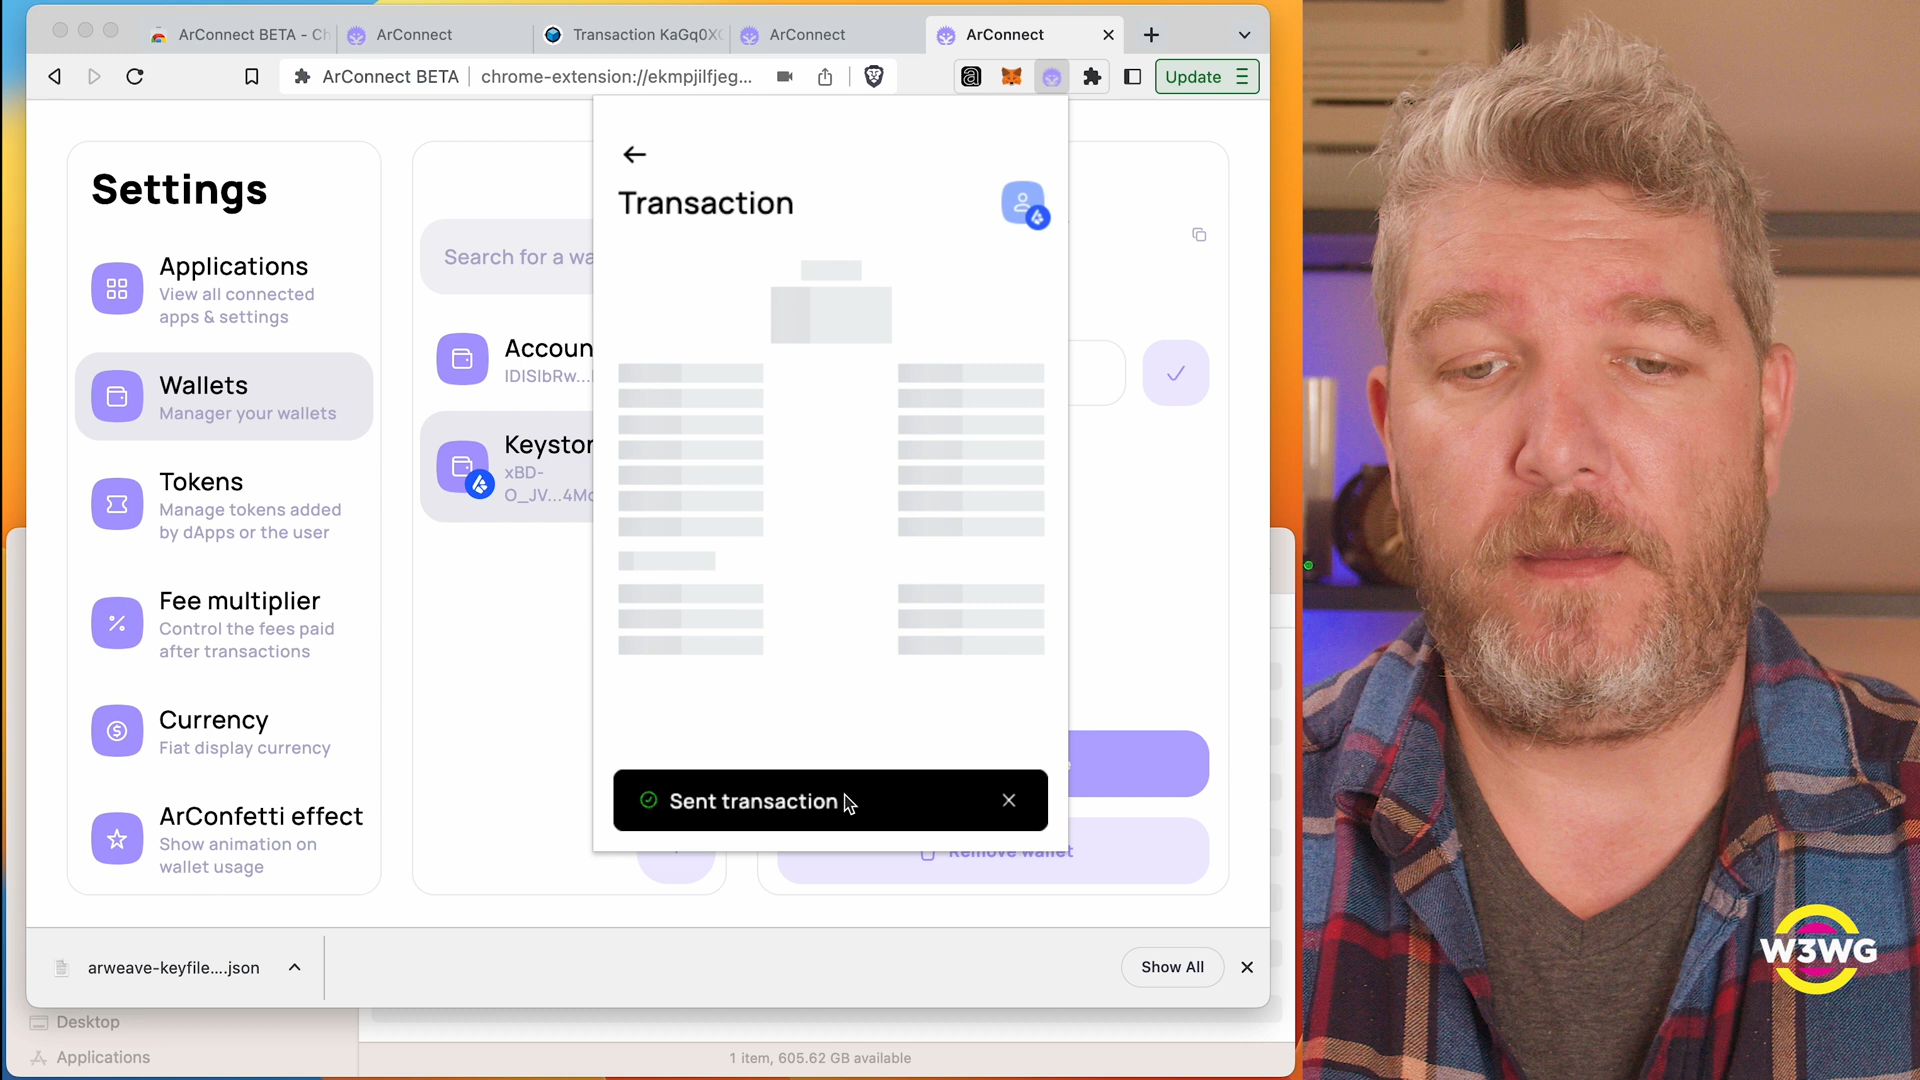 ArConnect BETA - Ch
ArConnect
Transaction KaGq0X
ArConnect
ArConnect
ArConnect BETA
chrome-extension://ekmpjilfjeg...
Update
Settings
Applications
View all connected
apps & settings
Wallets
Manager your wallets
Tokens
Manage tokens added
by dApps or the user
Fee multiplier
Control the fees paid
after transactions
Currency
Fiat display currency
ArConfetti effect
Show animation on
wallet usage
Search for a wa
Accoun
IDISIbRw...
Keystor
xBD-
O_JV...4Mc
Transaction
Sent transaction
Remove wallet
arweave-keyfile....json
Show All
Desktop
Applications
1 item, 605.62 GB available
W3WG